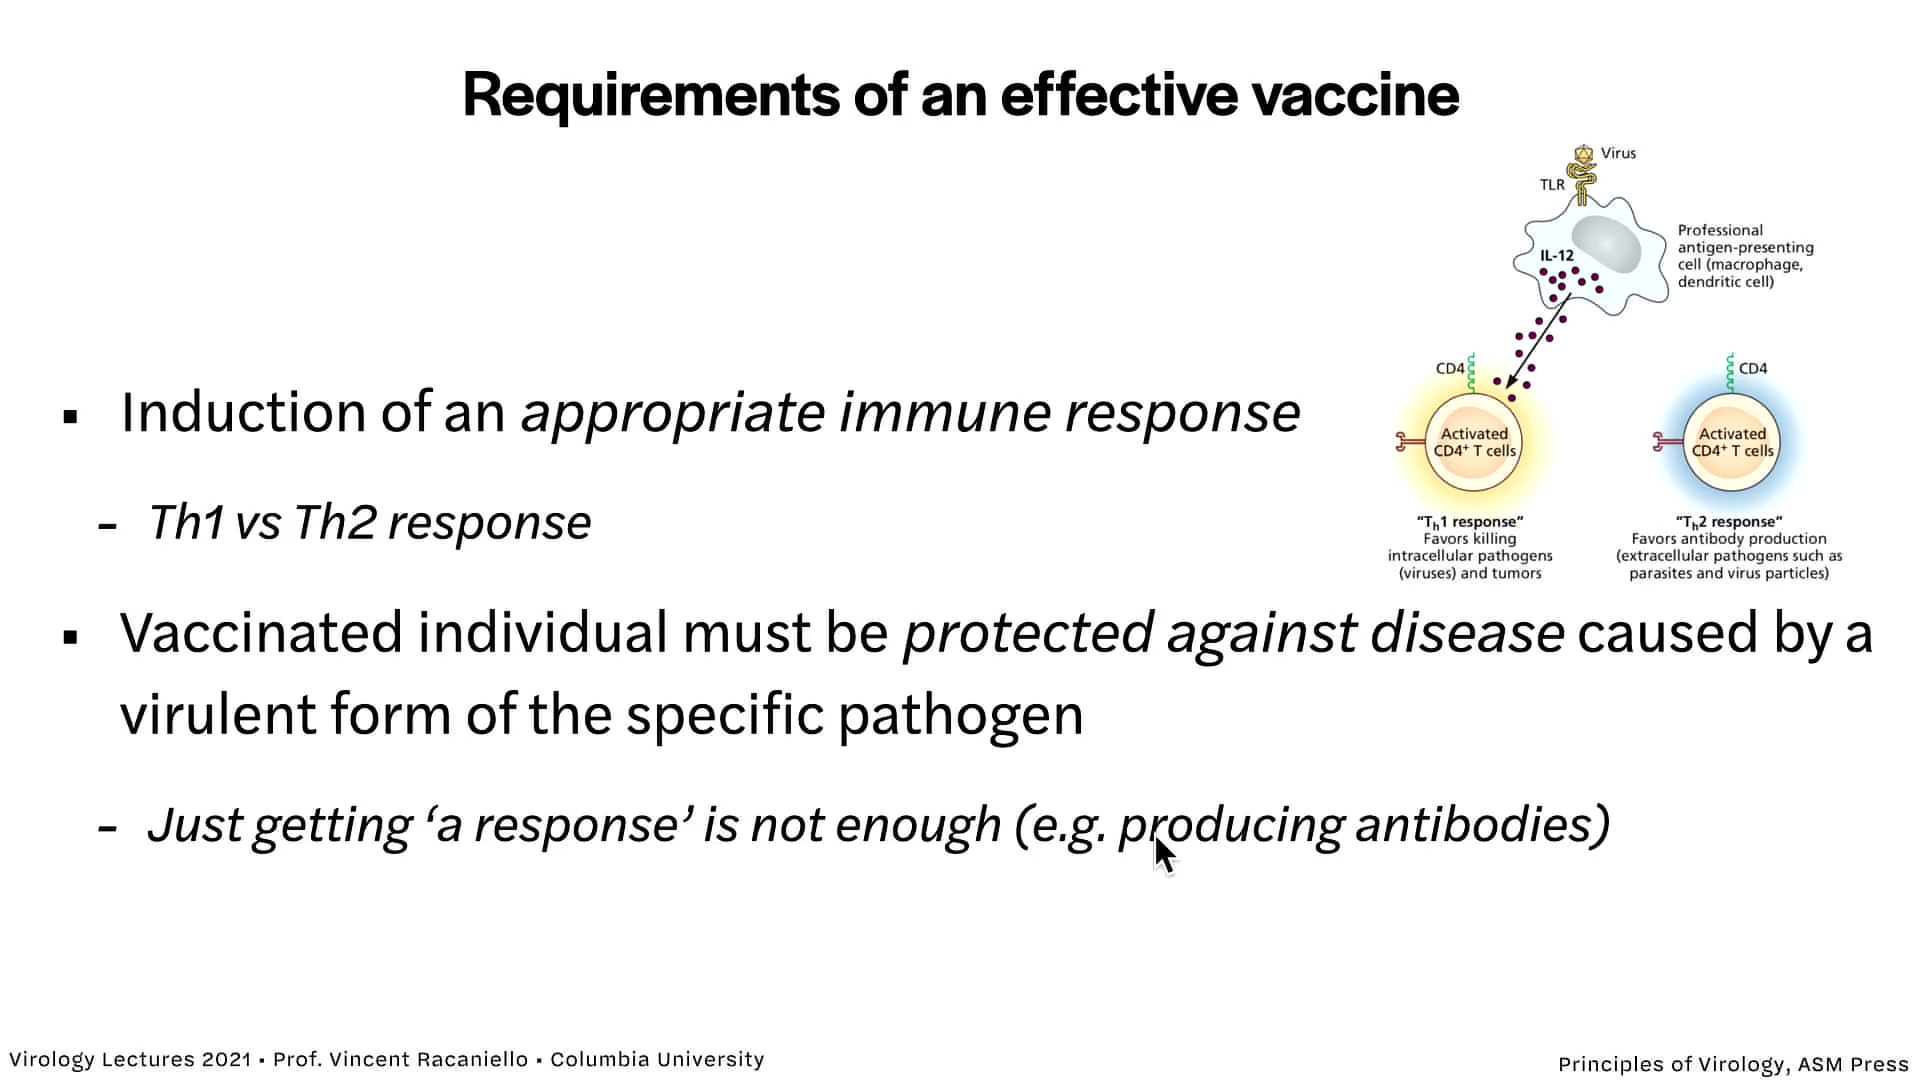 Requirements of an effective vaccine
Virus
TLR
Professional
antigen-presenting
cell (macrophage,
dendritic cell)
IL-12
CD4
CD4
Activated
CD4⁺ T cells
Activated
CD4⁺ T cells
“Tₕ1 response”
Favors killing
intracellular pathogens
(viruses) and tumors
“Tₕ2 response”
Favors antibody production
(extracellular pathogens such as
parasites and virus particles)
▪ Induction of an appropriate immune response
- Th1 vs Th2 response
▪ Vaccinated individual must be protected against disease caused by a
virulent form of the specific pathogen
- Just getting ‘a response’ is not enough (e.g. producing antibodies)
Virology Lectures 2021 • Prof. Vincent Racaniello • Columbia University
Principles of Virology, ASM Press